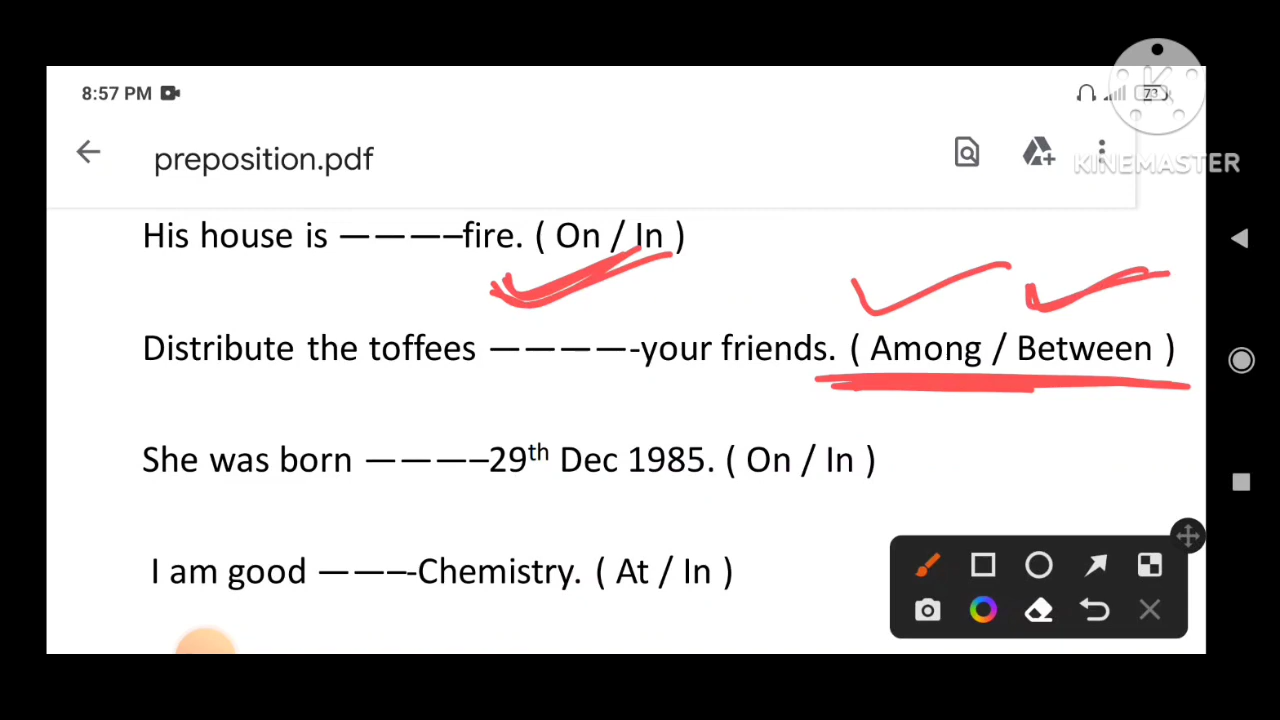 8:57 PM
73
preposition.pdf
KINEMASTER
His house is ————fire. ( On / In )
Distribute the toffees ————-your friends. ( Among / Between )
She was born ————29th Dec 1985. ( On / In )
I am good ———-Chemistry. ( At / In )